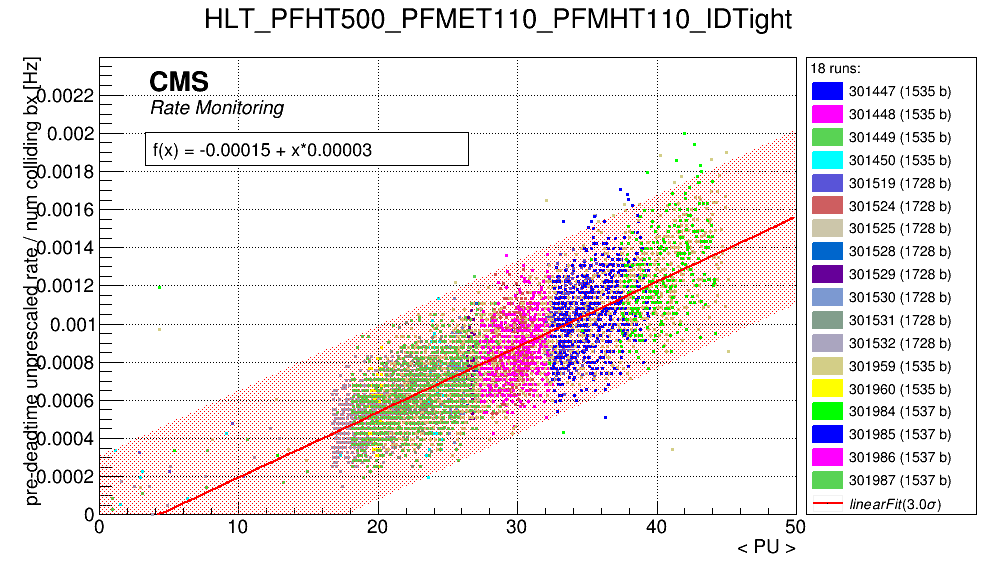 HLT_PFHT500_PFMET110_PFMHT110_IDTight
pre-deadtime unprescaled rate / num colliding bx [Hz]
CMS
Rate Monitoring
f(x) = -0.00015 + x*0.00003
0.0022
0.002
0.0018
0.0016
0.0014
0.0012
0.001
0.0008
0.0006
0.0004
0.0002
0
0 10 20 30 40 50
< PU >
18 runs:
301447 (1535 b)
301448 (1535 b)
301449 (1535 b)
301450 (1535 b)
301519 (1728 b)
301524 (1728 b)
301525 (1728 b)
301528 (1728 b)
301529 (1728 b)
301530 (1728 b)
301531 (1728 b)
301532 (1728 b)
301959 (1535 b)
301960 (1535 b)
301984 (1537 b)
301985 (1537 b)
301986 (1537 b)
301987 (1537 b)
linearFit(3.0σ)